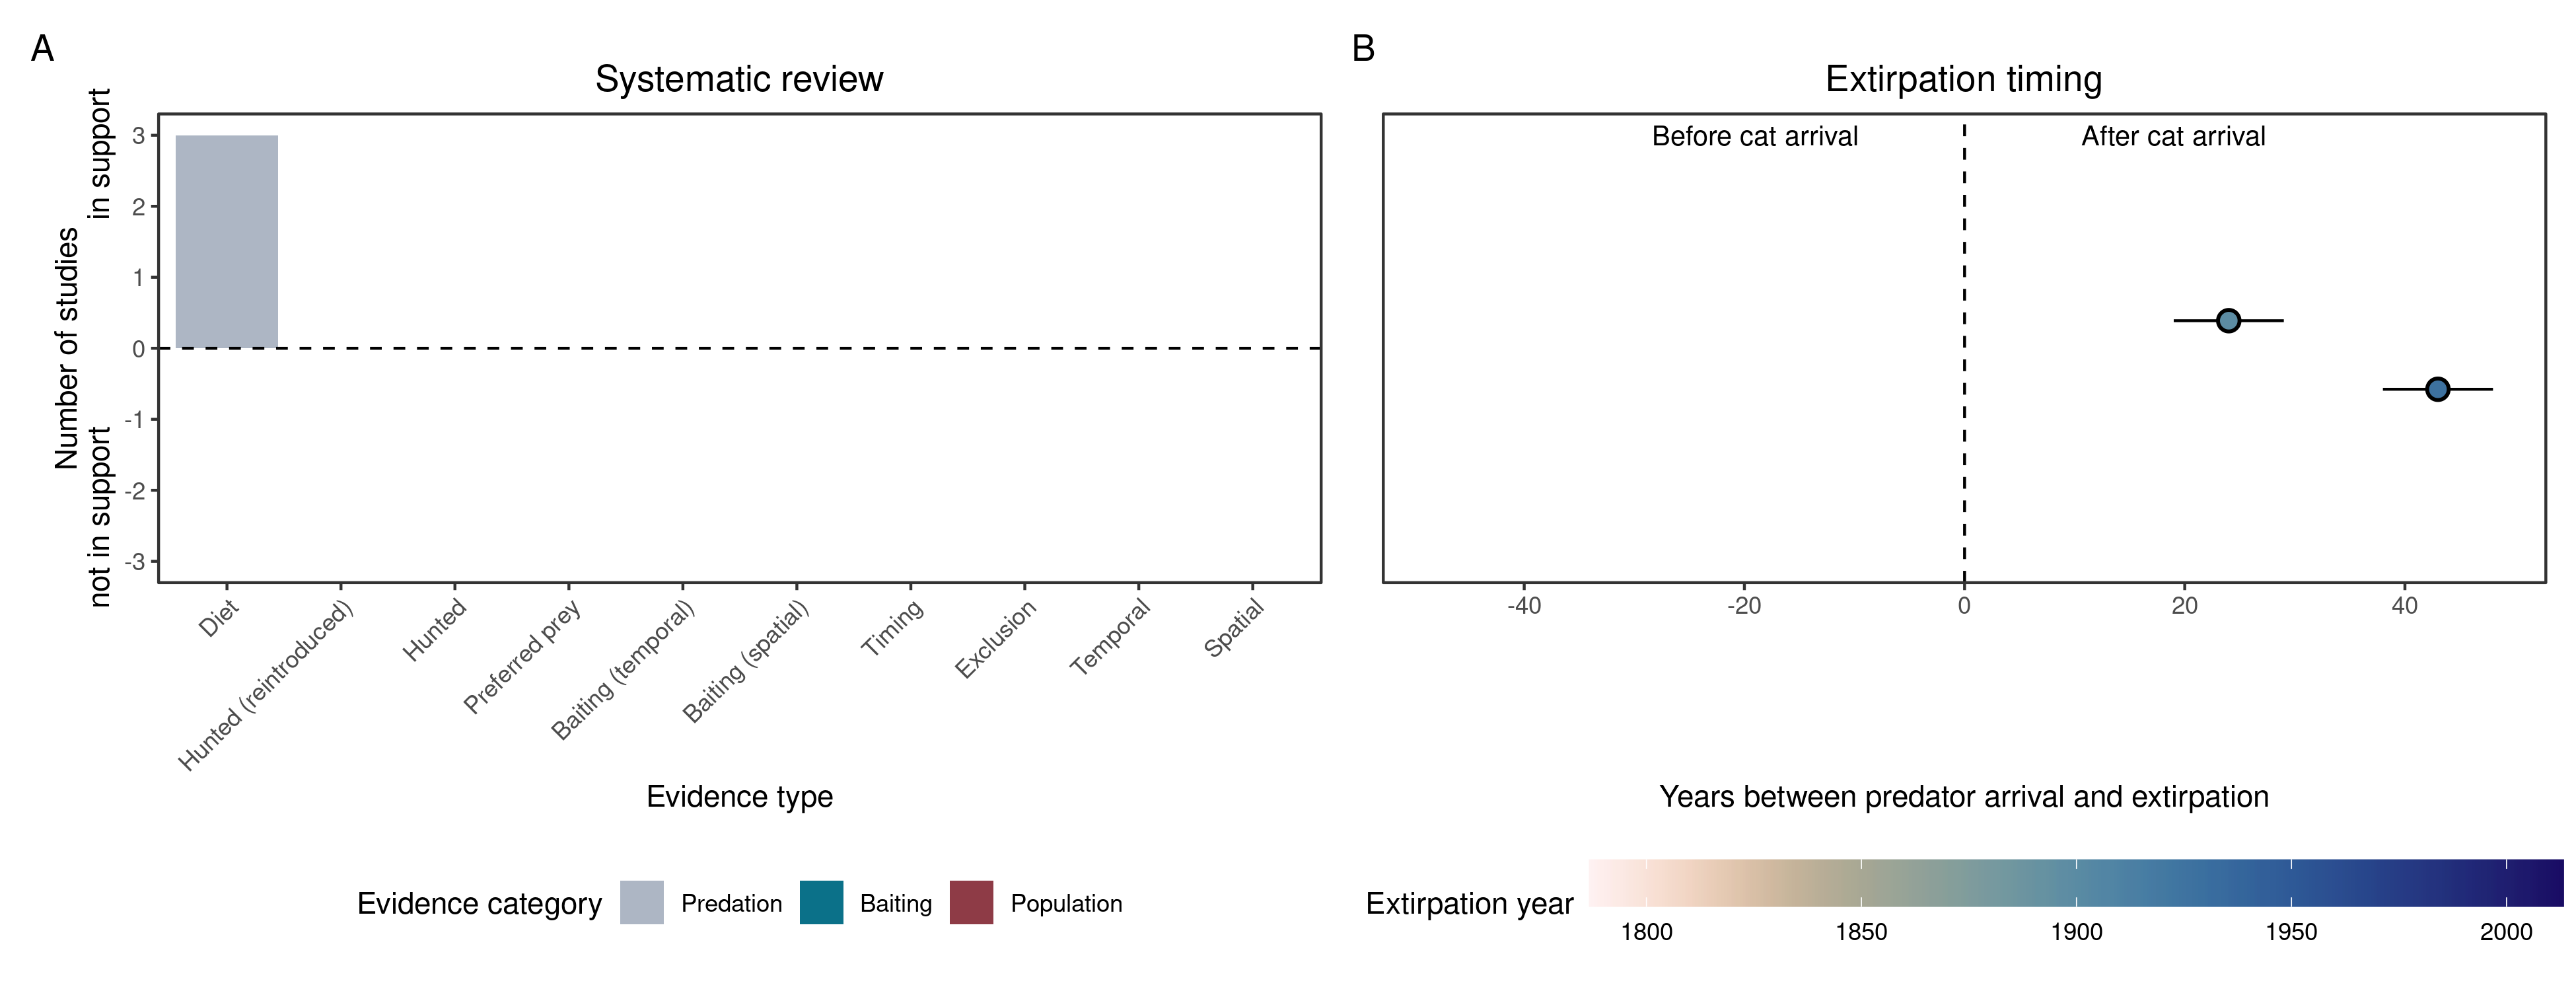 A
Systematic review
Number of studies
not in support
in support
3
2
1
0
-1
-2
-3
Diet
Hunted (reintroduced)
Hunted
Preferred prey
Baiting (temporal)
Baiting (spatial)
Timing
Exclusion
Temporal
Spatial
Evidence type
Evidence category
Predation
Baiting
Population
B
Extirpation timing
Before cat arrival
After cat arrival
-40
-20
0
20
40
Years between predator arrival and extirpation
Extirpation year
1800
1850
1900
1950
2000